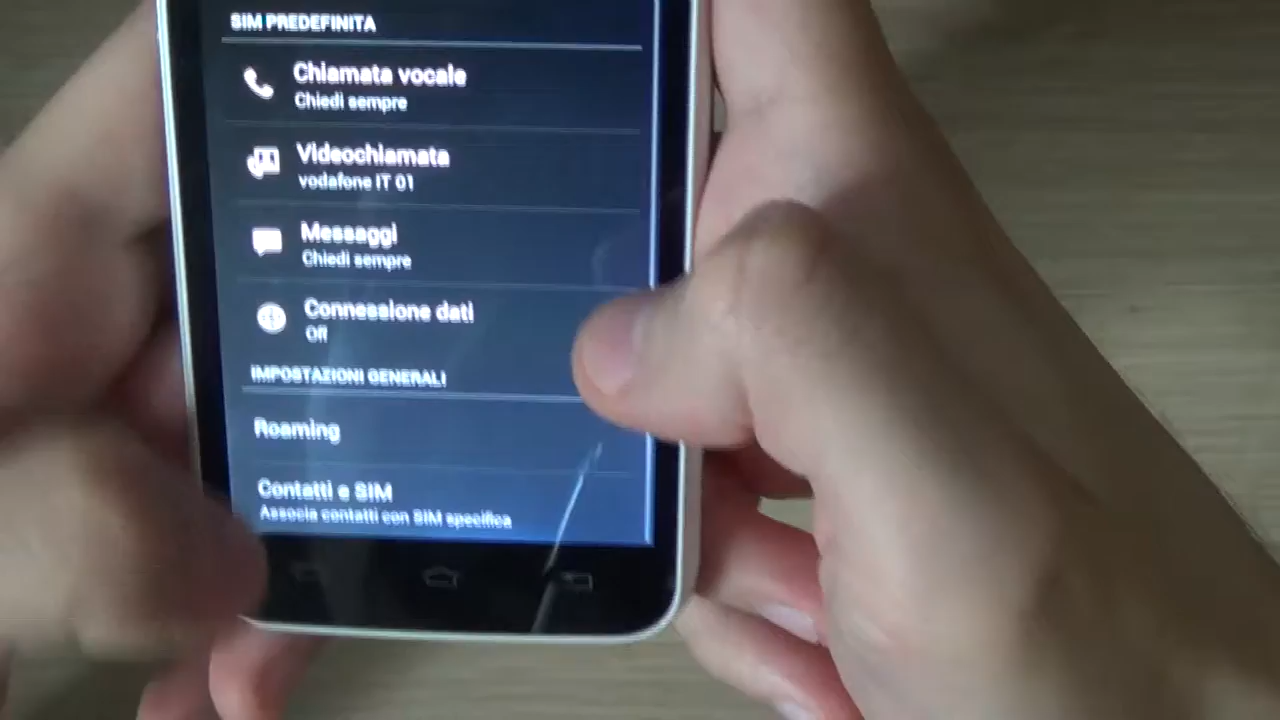 SIM PREDEFINITA
Chiamata vocale
Chiedi sempre
Videochiamata
vodafone IT 01
Messaggi
Chiedi sempre
Connessione dati
Off
IMPOSTAZIONI GENERALI
Roaming
Contatti e SIM
Associa contatti con SIM specifica